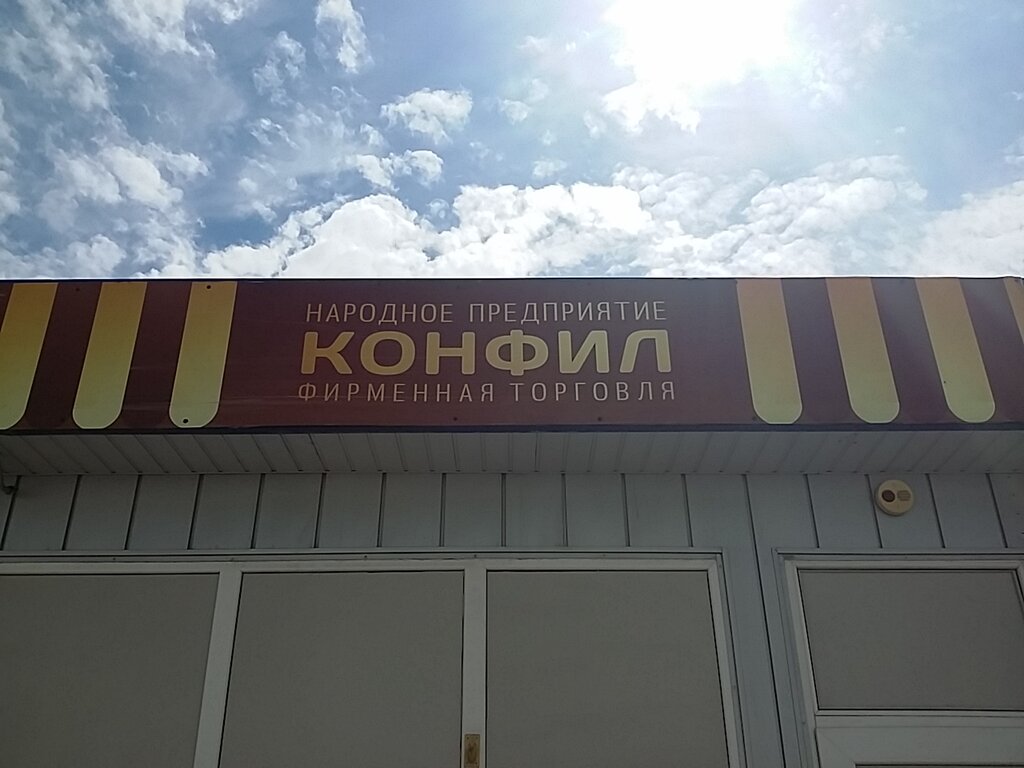 НАРОДНОЕ ПРЕДПРИЯТИЕ
КОНФИЛ
ФИРМЕННАЯ ТОРГОВЛЯ